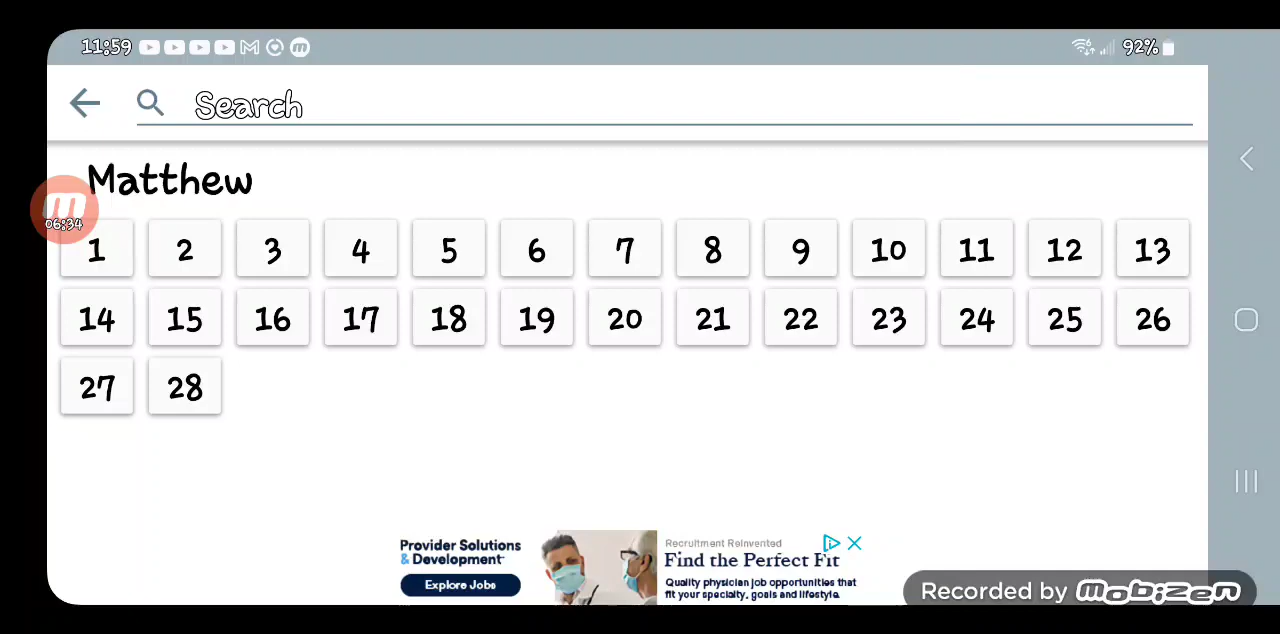 11:59 92%
Search
Matthew
06:34
1 2 3 4 5 6 7 8 9 10 11 12 13
14 15 16 17 18 19 20 21 22 23 24 25 26
27 28
Provider Solutions
& Development
Explore Jobs
Recruitment Reinvented
Find the Perfect Fit
Quality physician job opportunities that
fit your specialty, goals and lifestyle.
Recorded by mobizen